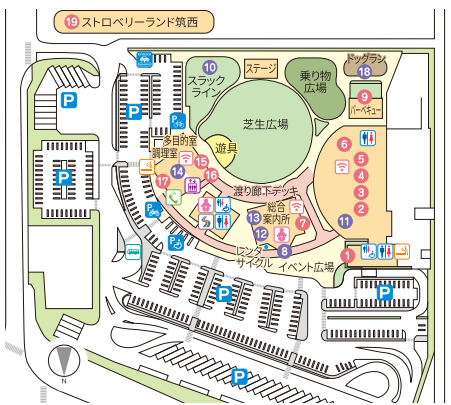 19 ストロベリーランド筑西
10
スラック
ライン
ステージ
乗り物
広場
ドッグラン
18
9
バーベキュー
P
P
P
芝生広場
6
5
4
3
2
11
多目的室
調理室
遊具
15
14
16
17
渡り廊下デッキ
総合
案内所
13
12
7
8
レンタ
サイクル
イベント広場
1
P
P
P
P
P
P
N